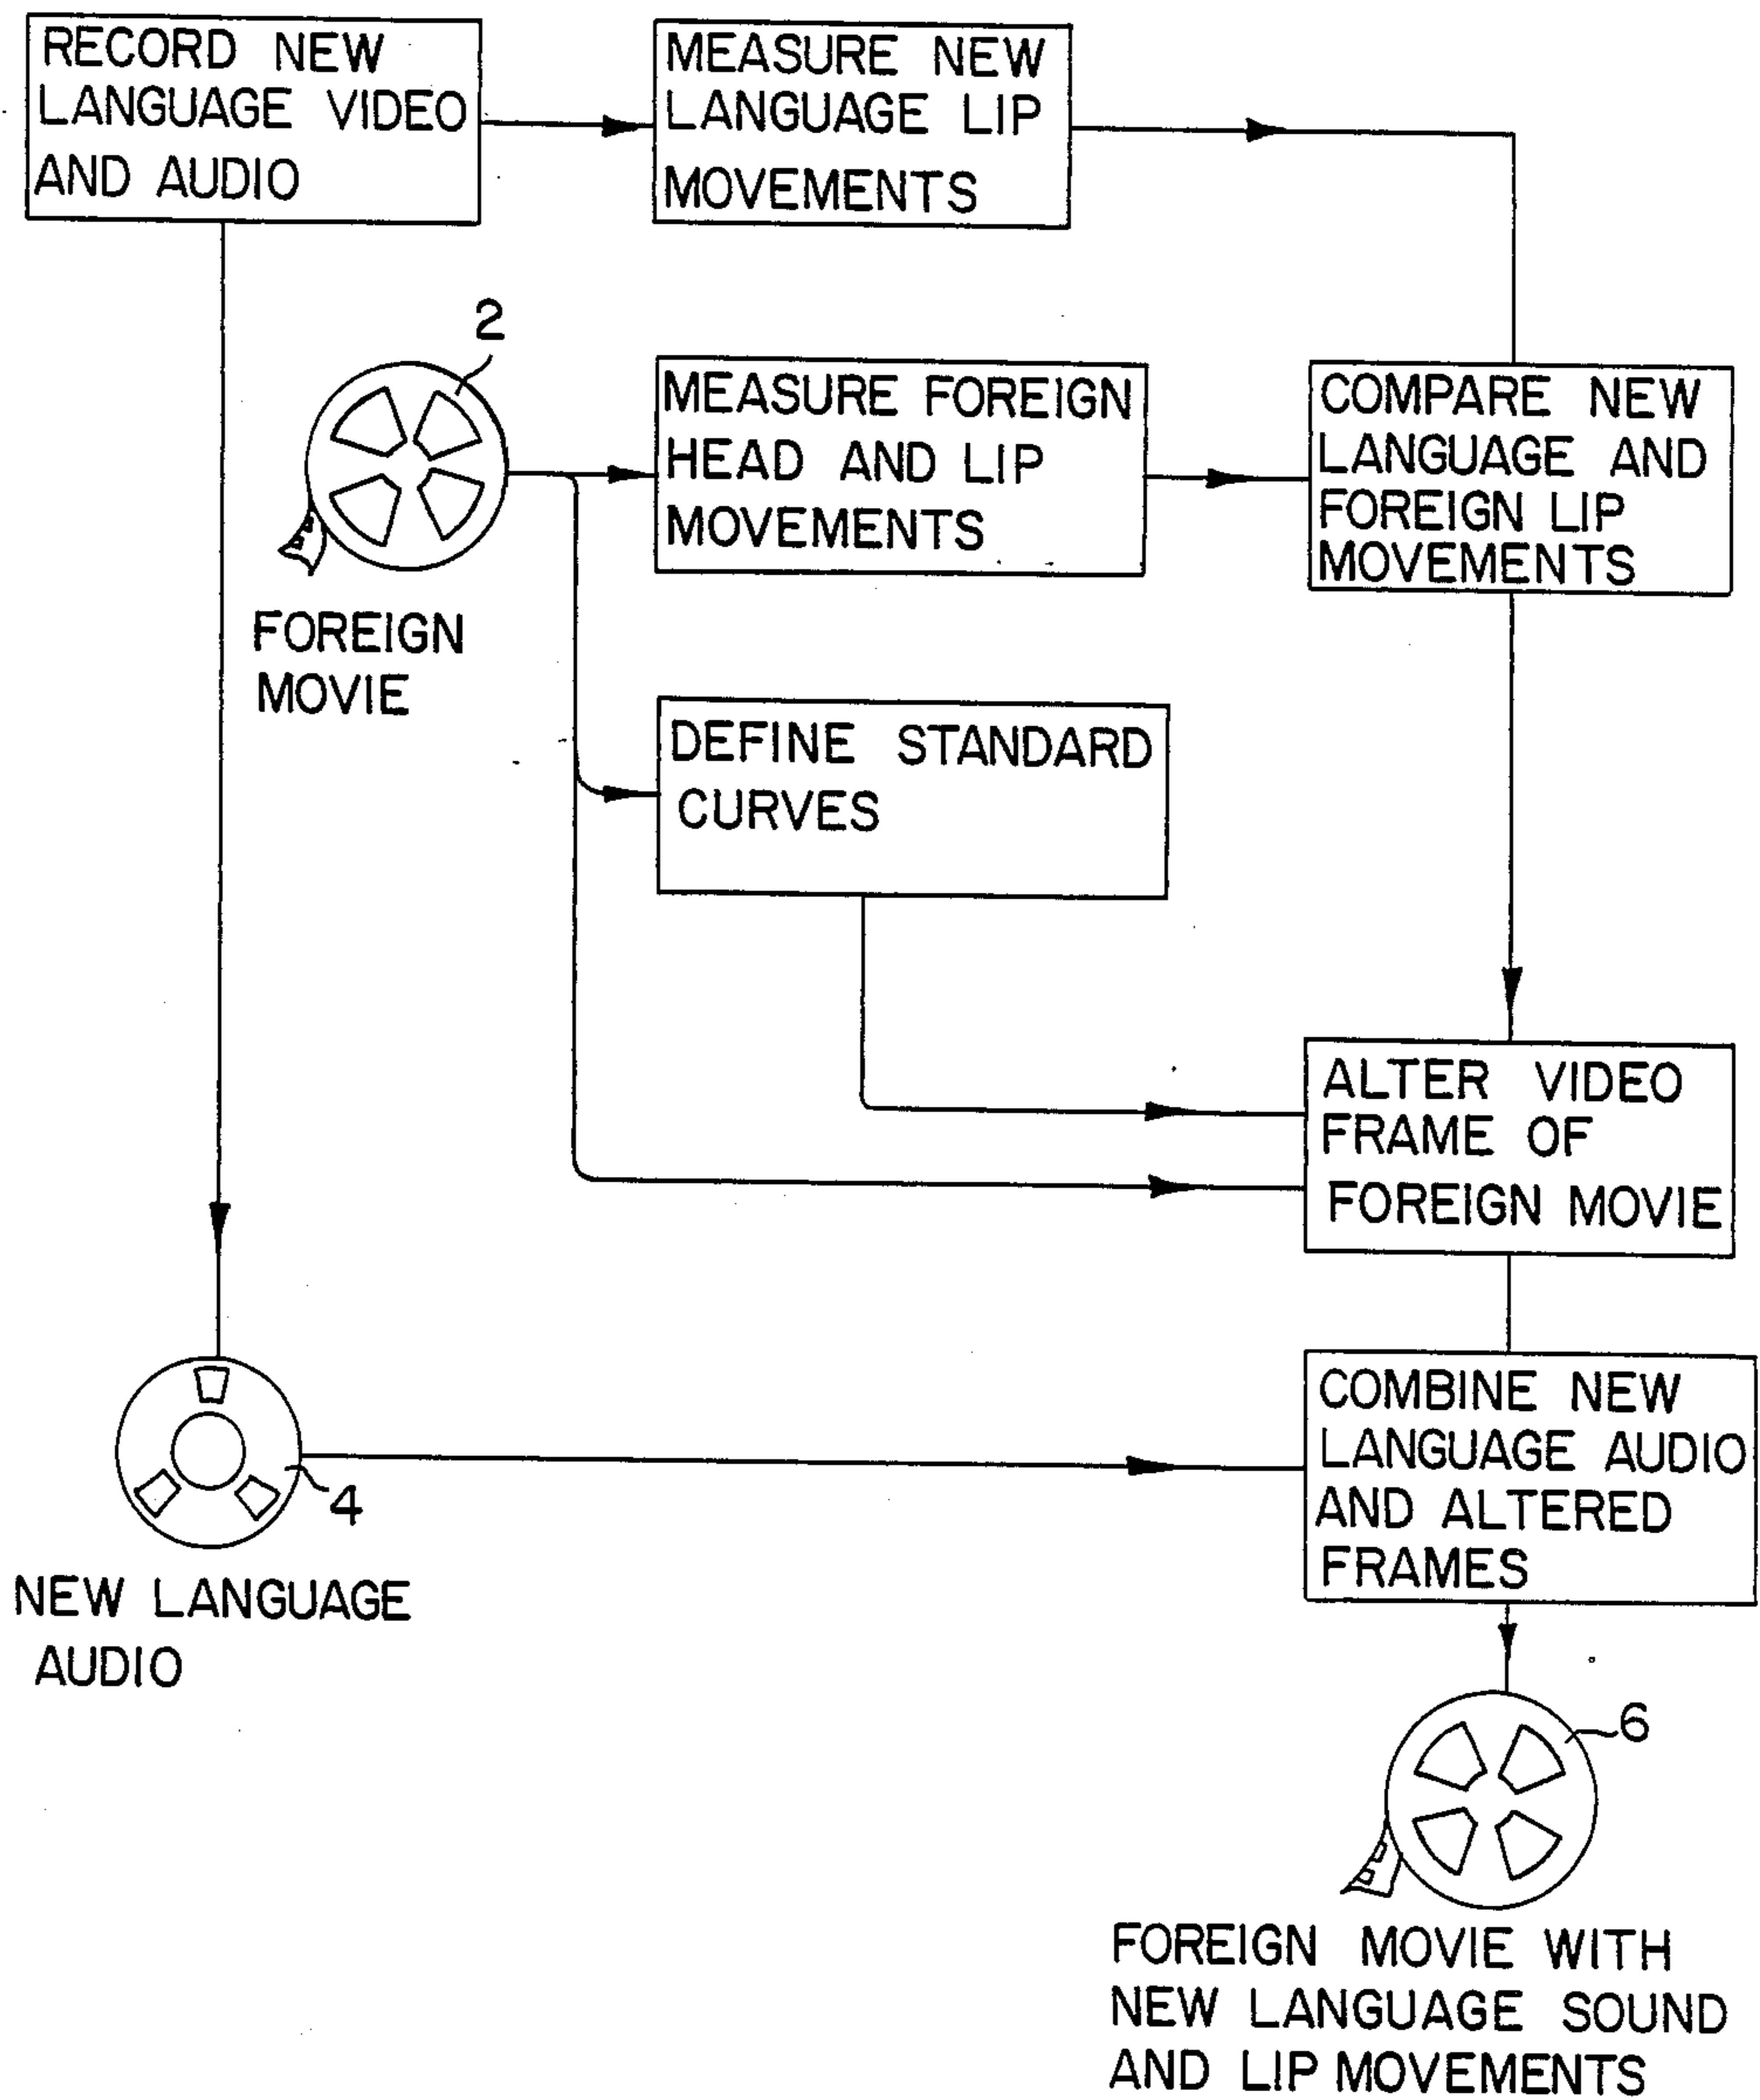 RECORD NEW
LANGUAGE VIDEO
AND AUDIO
MEASURE NEW
LANGUAGE LIP
MOVEMENTS
2
FOREIGN
MOVIE
MEASURE FOREIGN
HEAD AND LIP
MOVEMENTS
COMPARE NEW
LANGUAGE AND
FOREIGN LIP
MOVEMENTS
DEFINE STANDARD
CURVES
ALTER VIDEO
FRAME OF
FOREIGN MOVIE
4
NEW LANGUAGE
AUDIO
COMBINE NEW
LANGUAGE AUDIO
AND ALTERED
FRAMES
6
FOREIGN MOVIE WITH
NEW LANGUAGE SOUND
AND LIP MOVEMENTS